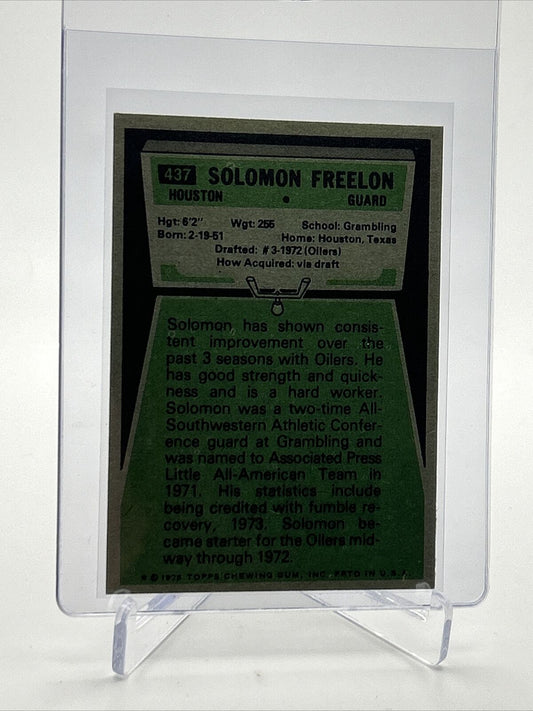 437 SOLOMON FREELON
HOUSTON • GUARD
Hgt: 6'2" Wgt: 255 School: Grambling
Born: 2-19-51 Home: Houston, Texas
Drafted: #3-1972 (Oilers)
How Acquired: via draft
Solomon has shown consis-
tent improvement over the
past 3 seasons with Oilers. He
has good strength and quick-
ness and is a hard worker.
Solomon was a two-time All-
Southwestern Athletic Confer-
ence guard at Grambling and
was named to Associated Press
Little All-American Team in
1971. His statistics include
being credited with fumble re-
covery, 1973. Solomon be-
came starter for the Oilers mid-
way through 1972.
* © 1975 TOPPS CHEWING GUM, INC. PRTD IN U.S.A.